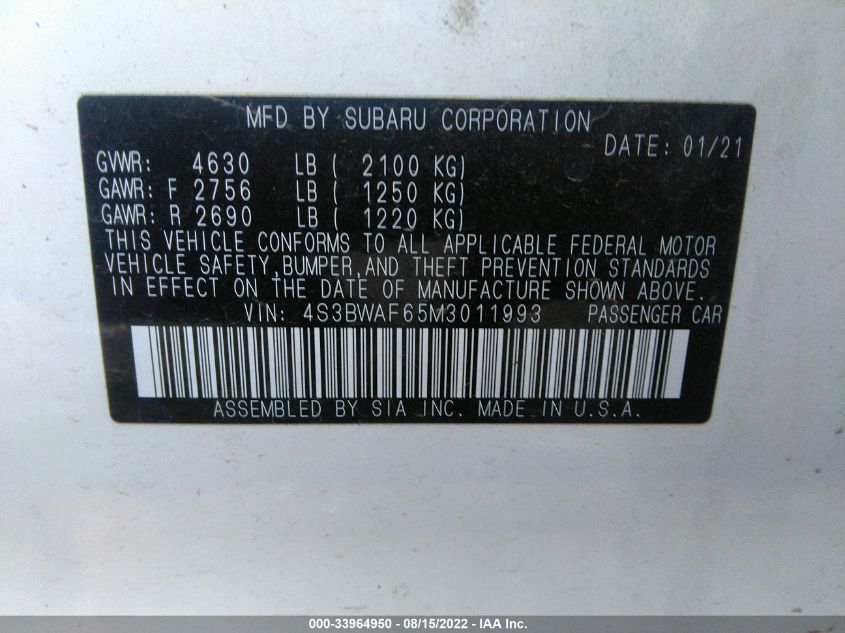 MFD BY SUBARU CORPORATION
DATE: 01/21
GVWR: 4630 LB ( 2100 KG)
GAWR: F 2756 LB ( 1250 KG)
GAWR: R 2690 LB ( 1220 KG)
THIS VEHICLE CONFORMS TO ALL APPLICABLE FEDERAL MOTOR
VEHICLE SAFETY,BUMPER,AND THEFT PREVENTION STANDARDS
IN EFFECT ON THE DATE OF MANUFACTURE SHOWN ABOVE.
VIN: 4S3BWAF65M3011993 PASSENGER CAR
ASSEMBLED BY SIA INC. MADE IN U.S.A.
000-33964950 - 08/15/2022 - IAA Inc.